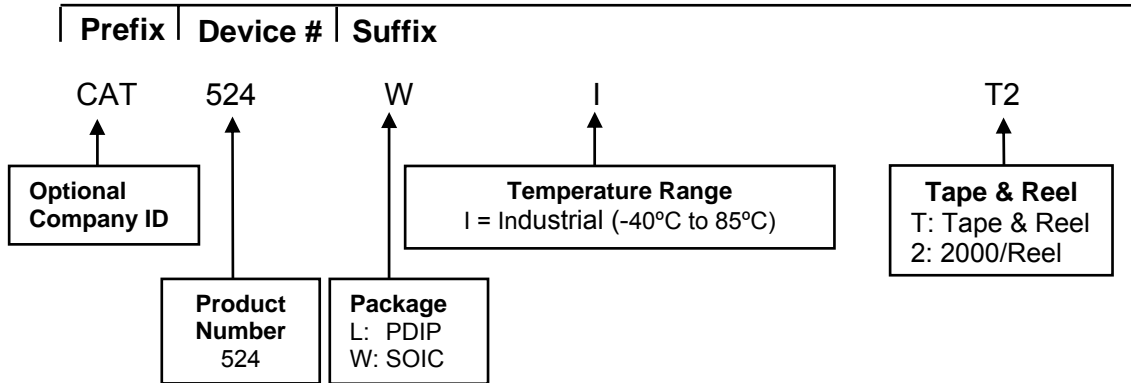 Prefix Device # Suffix
CAT 524 W I T2
Optional
Company ID
Product
Number
524
Package
L: PDIP
W: SOIC
Temperature Range
I = Industrial (-40ºC to 85ºC)
Tape & Reel
T: Tape & Reel
2: 2000/Reel